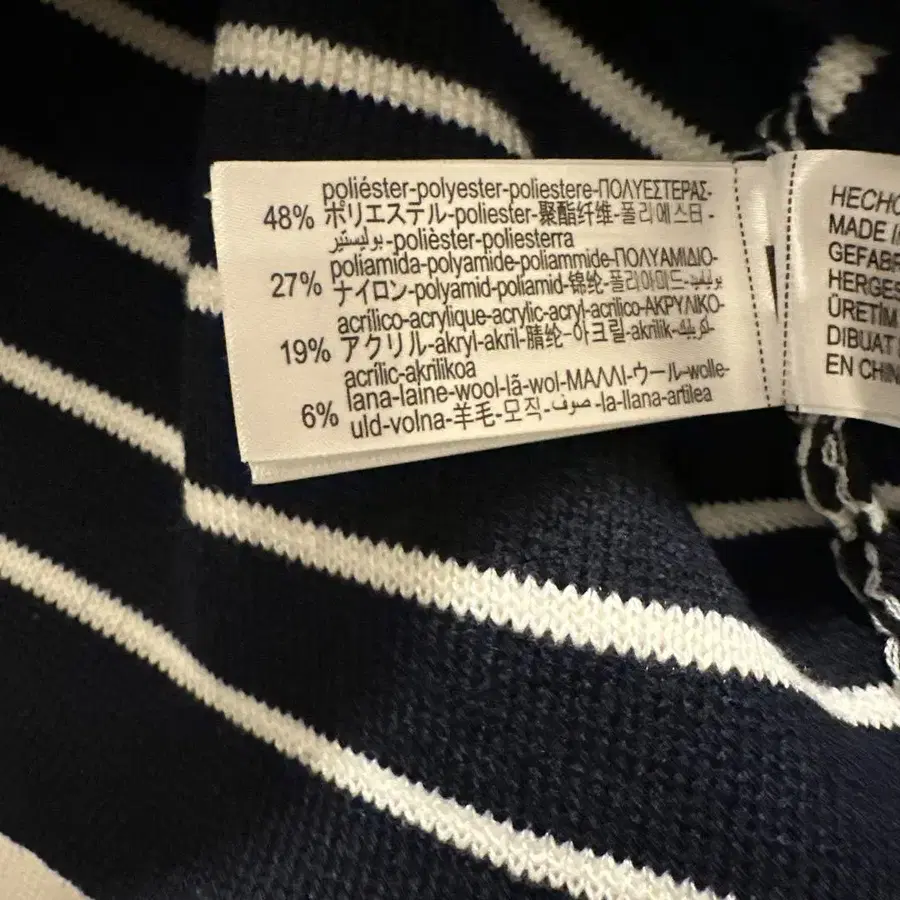 poliéster-polyester-poliestere-ΠΟΛΥΕΣΤΕΡΑΣ-
48% ポリエステル-poliester-聚酯纤维-폴리에스터-
بوليستير-polièster-poliesterra
poliamida-polyamide-poliammide-ΠΟΛΥΑΜΙΔΙΟ-
27% ナイロン-polyamid-poliamid-锦纶-폴리아미드-
acrílico-acrylique-acrylic-acryl-acrilico-ΑΚΡΥΛΙΚΟ-
19% アクリル-akryl-akril-腈纶-아크릴-akrilik-
acrílic-akrilikoa
lana-laine-wool-lã-wol-ΜΑΛΛΙ-ウール-wolle-
6% uld-volna-羊毛-모직-صوف-la-llana-artilea
HECHO
MADE IN
GEFABR
HERGES
ÜRETİM
DIBUAT
EN CHIN